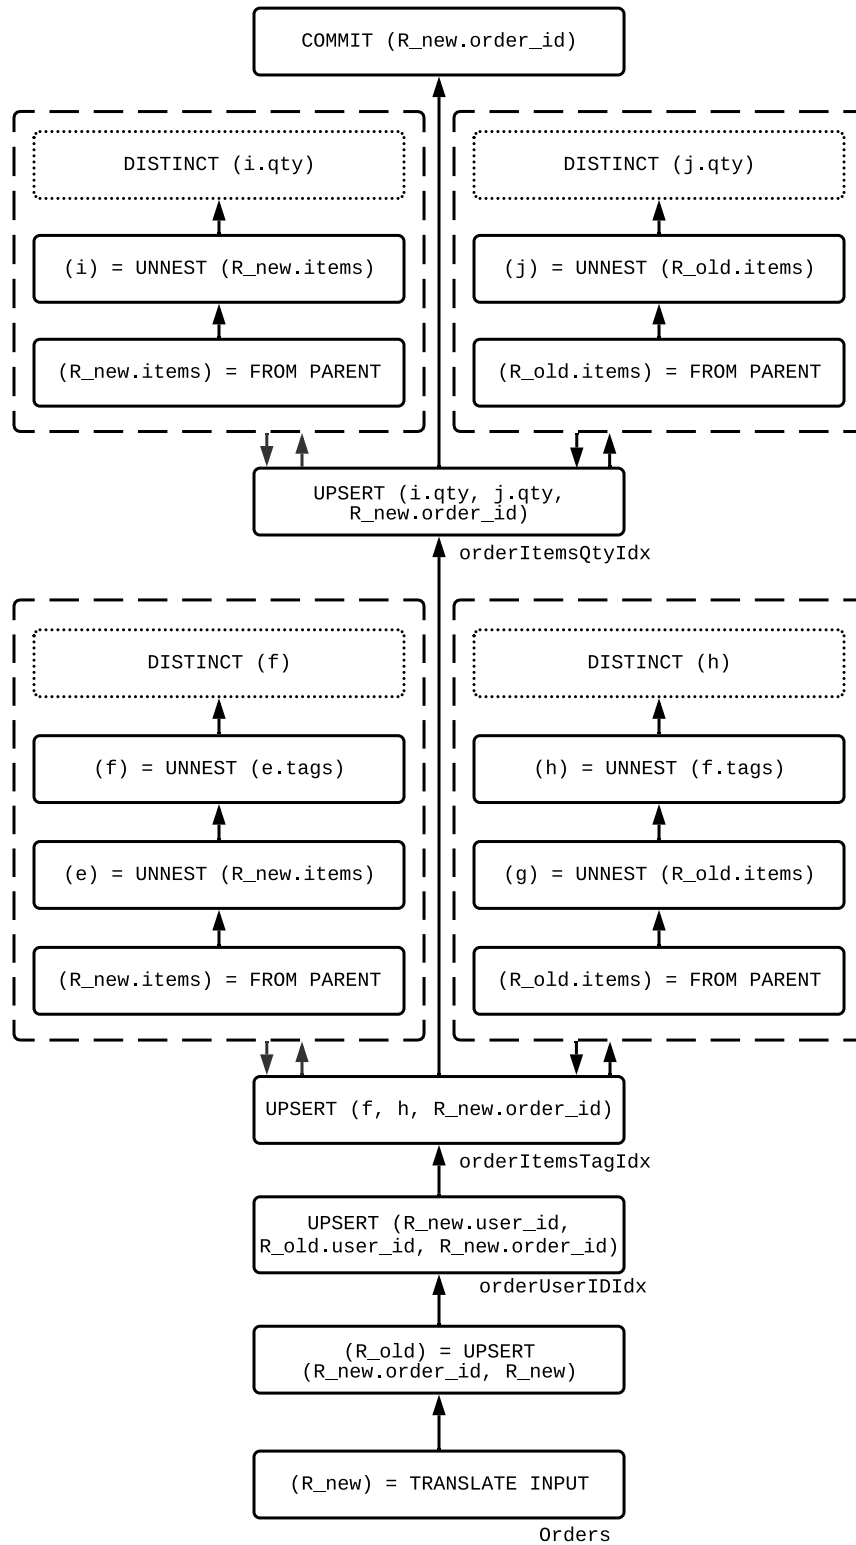 COMMIT (R_new.order_id)
DISTINCT (i.qty)
(i) = UNNEST (R_new.items)
(R_new.items) = FROM PARENT
DISTINCT (j.qty)
(j) = UNNEST (R_old.items)
(R_old.items) = FROM PARENT
UPSERT (i.qty, j.qty,
R_new.order_id)
orderItemsQtyIdx
DISTINCT (f)
(f) = UNNEST (e.tags)
(e) = UNNEST (R_new.items)
(R_new.items) = FROM PARENT
DISTINCT (h)
(h) = UNNEST (f.tags)
(g) = UNNEST (R_old.items)
(R_old.items) = FROM PARENT
UPSERT (f, h, R_new.order_id)
orderItemsTagIdx
UPSERT (R_new.user_id,
R_old.user_id, R_new.order_id)
orderUserIDIdx
(R_old) = UPSERT
(R_new.order_id, R_new)
(R_new) = TRANSLATE INPUT
Orders